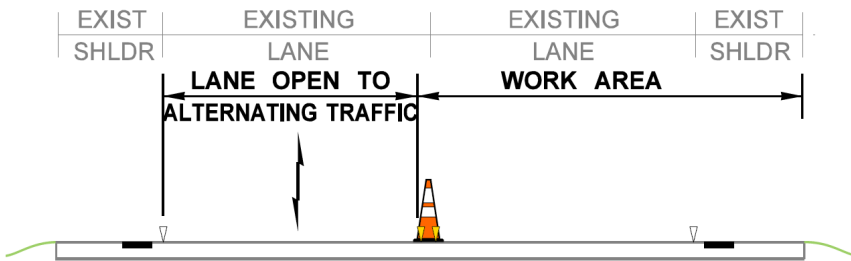 EXIST EXISTING EXISTING EXIST
SHLDR LANE LANE SHLDR
LANE OPEN TO WORK AREA
ALTERNATING TRAFFIC